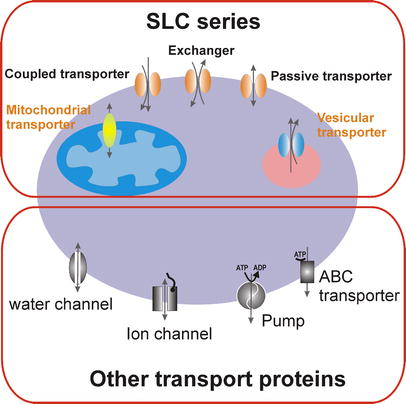 SLC series
Exchanger
Coupled transporter
Passive transporter
Mitochondrial
transporter
Vesicular
transporter
water channel
Ion channel
ATP ADP
Pump
ATP
ABC
transporter
Other transport proteins